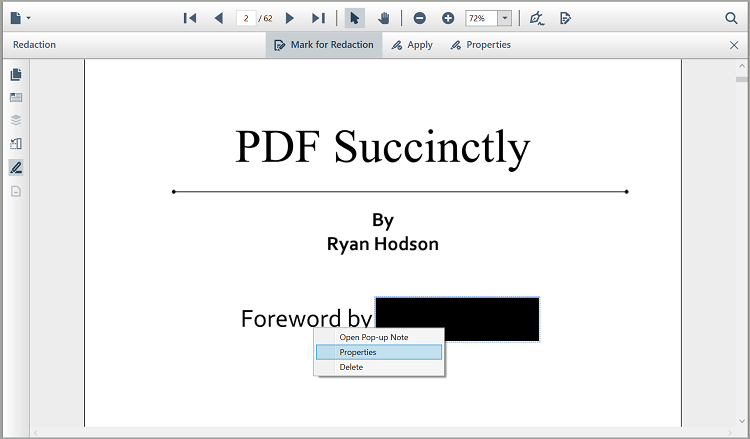 2 / 62 72%
Redaction Mark for Redaction Apply Properties
PDF Succinctly
By
Ryan Hodson
Foreword by
Open Pop-up Note
Properties
Delete